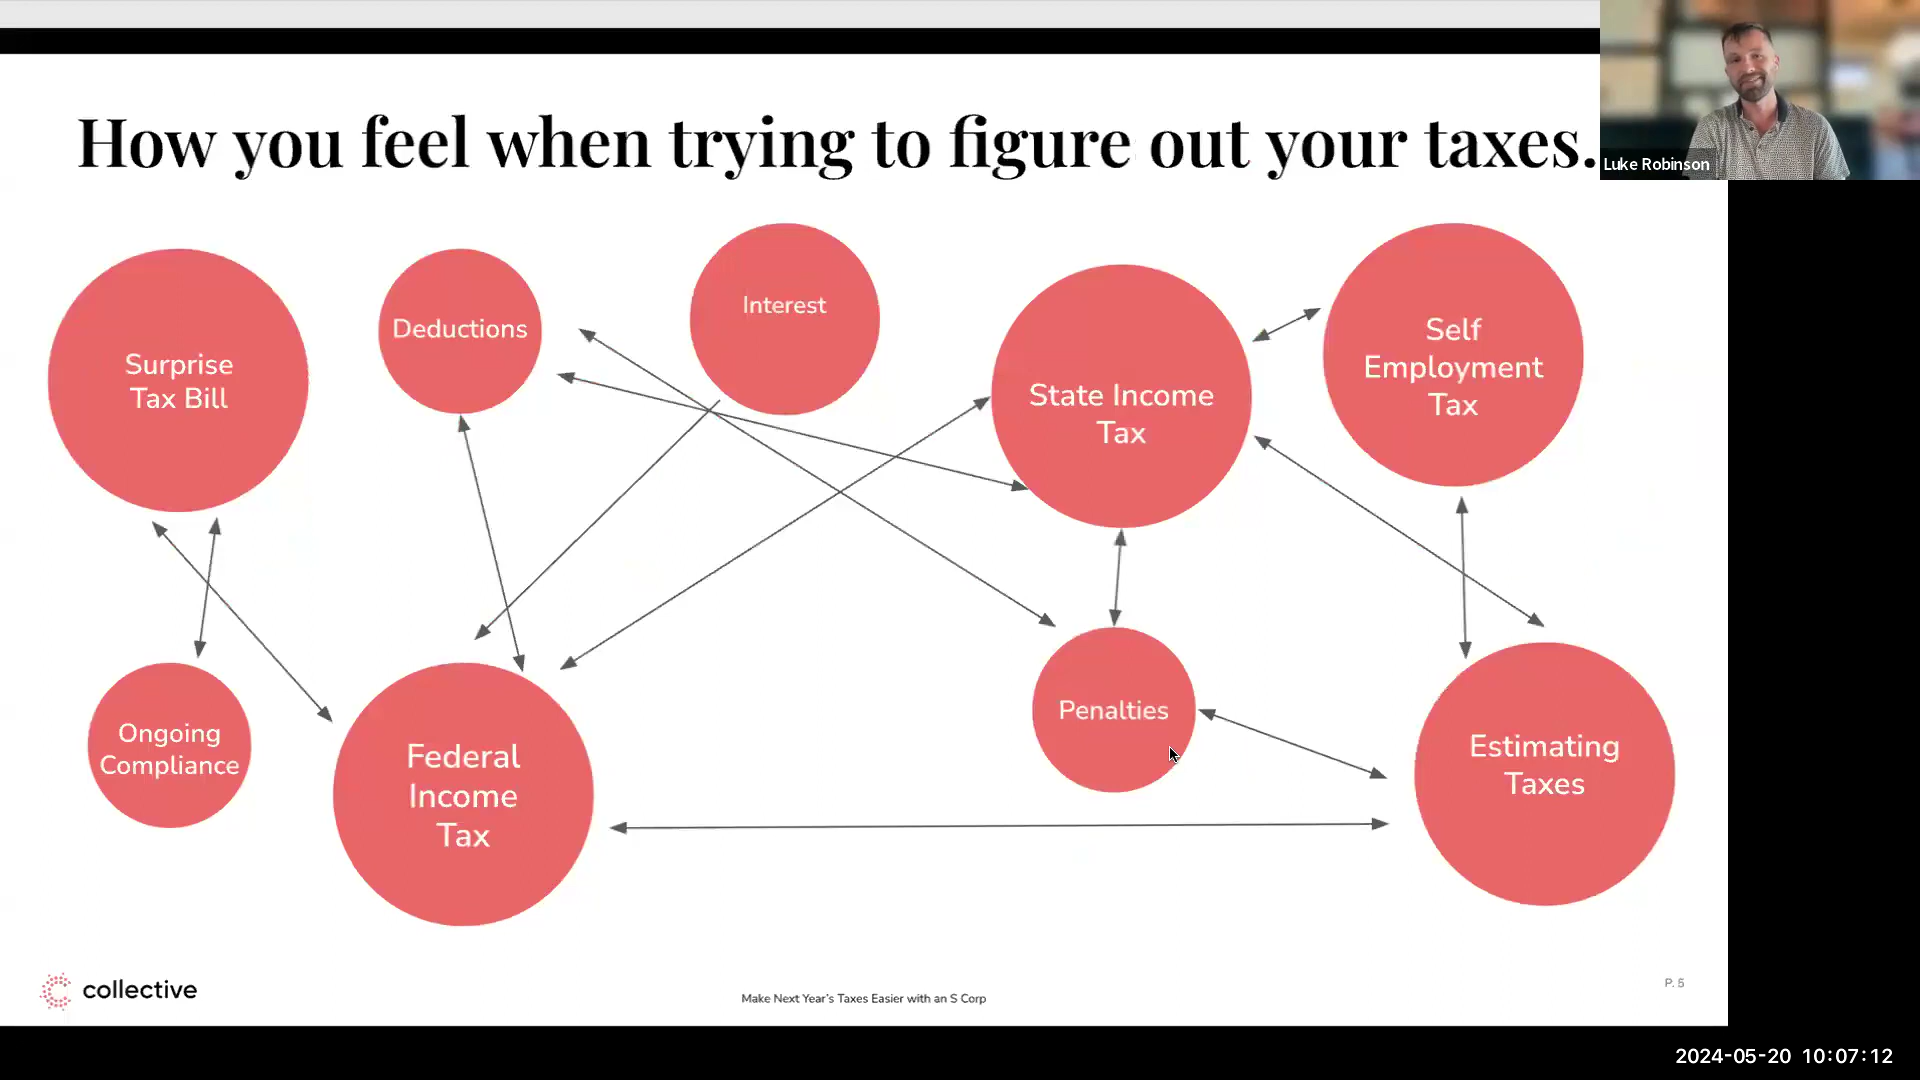 How you feel when trying to figure out your taxes.
Luke Robinson
Surprise
Tax Bill
Deductions
Interest
State Income
Tax
Self
Employment
Tax
Ongoing
Compliance
Federal
Income
Tax
Penalties
Estimating
Taxes
collective
Make Next Year's Taxes Easier with an S Corp
P. 5
2024-05-20 10:07:12